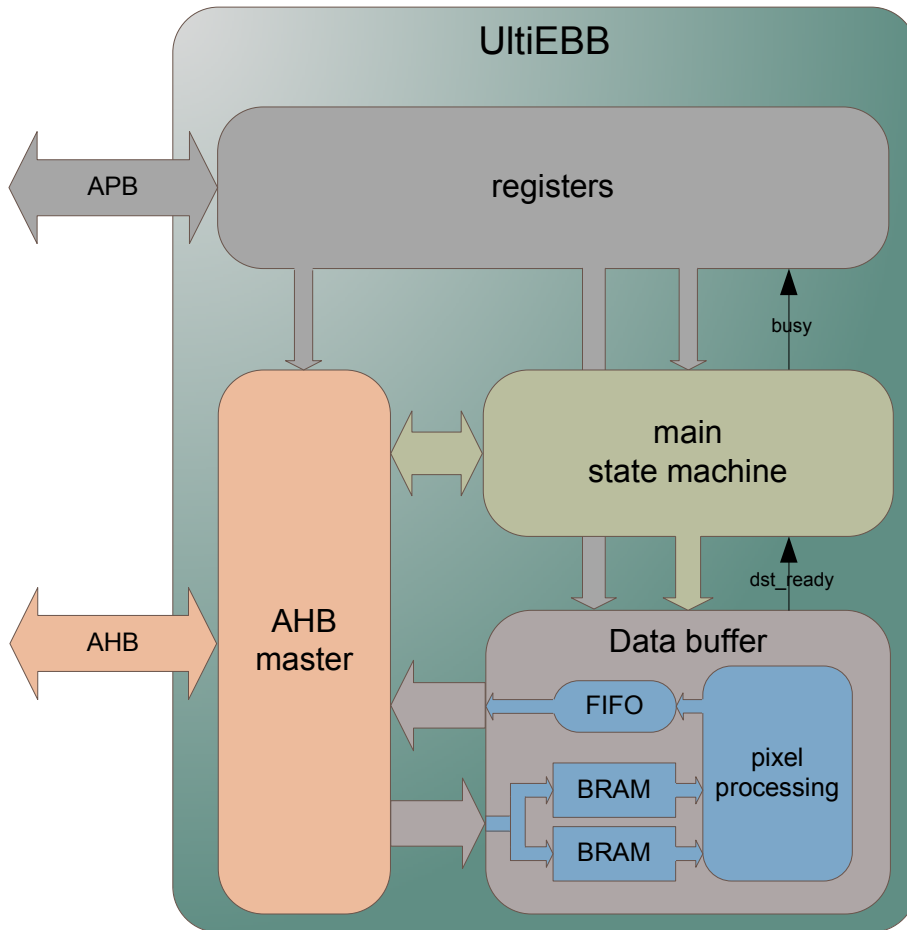 UltiEBB
APB
registers
busy
main
state machine
dst_ready
AHB
AHB
master
Data buffer
FIFO
pixel
processing
BRAM
BRAM